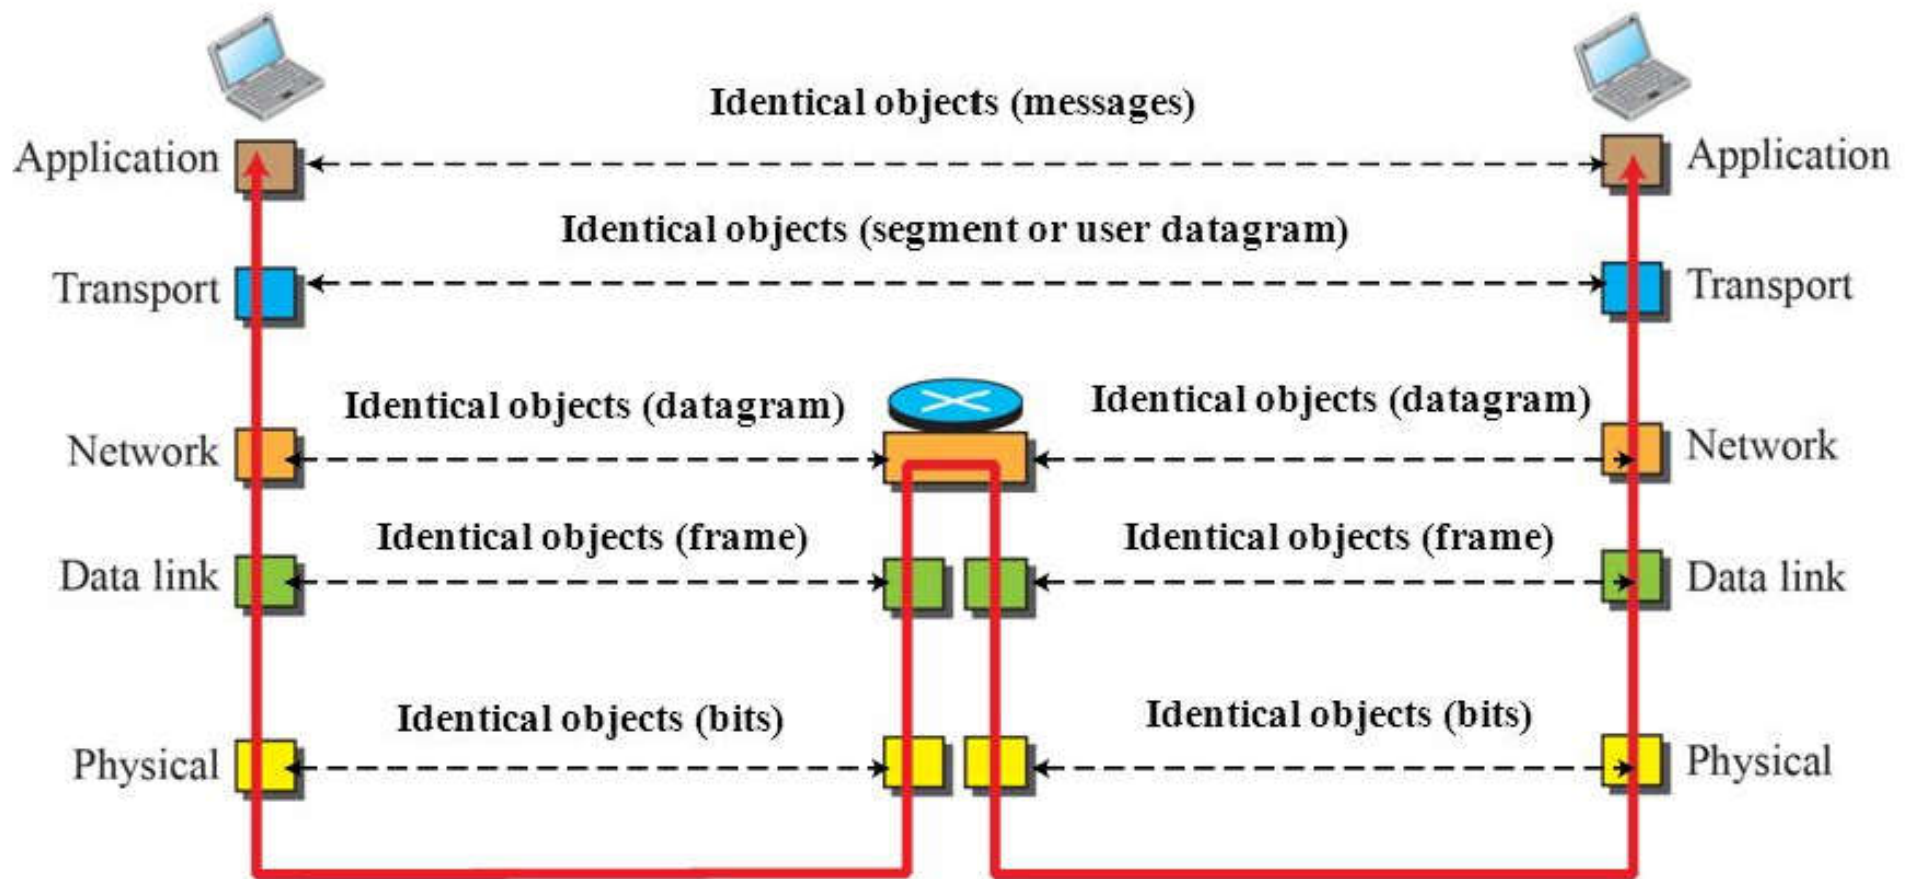 Identical objects (messages)
Application
Application
Identical objects (segment or user datagram)
Transport
Transport
Identical objects (datagram)
Identical objects (datagram)
Network
Network
Identical objects (frame)
Identical objects (frame)
Data link
Data link
Identical objects (bits)
Identical objects (bits)
Physical
Physical